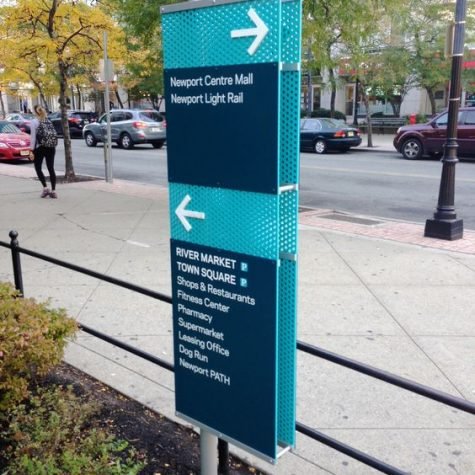 Newport Centre Mall
Newport Light Rail
RIVER MARKET P
TOWN SQUARE P
Shops & Restaurants
Fitness Center
Pharmacy
Supermarket
Leasing Office
Dog Run
Newport PATH